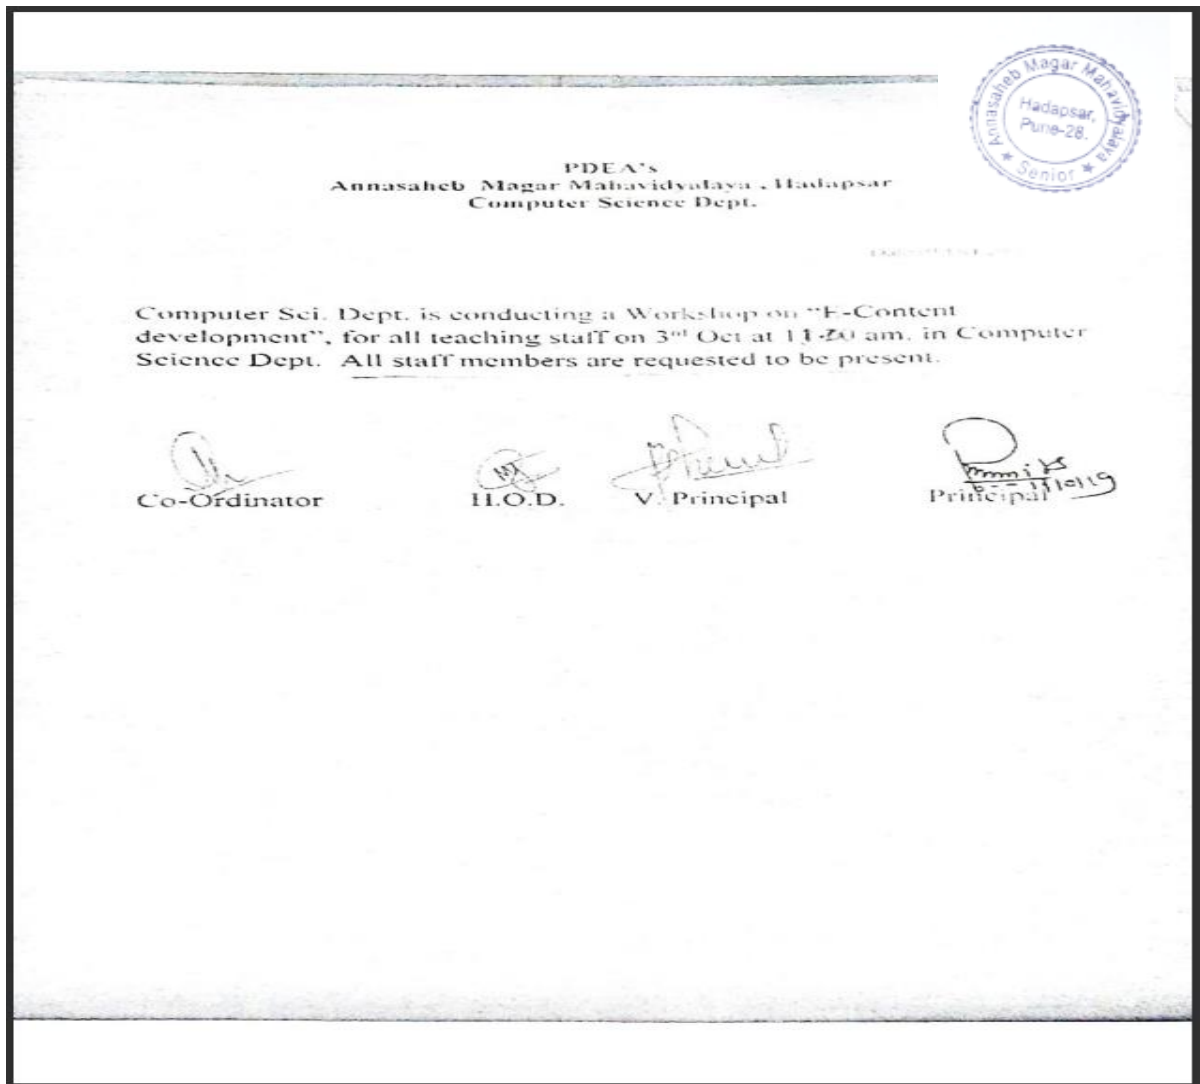 Annasaheb Magar Mahavidyalaya
Hadapsar,
Pune-28.
★ Senior ★
PDEA's
Annasaheb Magar Mahavidyalaya , Hadapsar
Computer Science Dept.
Computer Sci. Dept. is conducting a Workshop on "E-Content
development", for all teaching staff on 3rd Oct at am. in Computer
Science Dept. All staff members are requested to be present.
Co-Ordinator H.O.D. V. Principal Principal